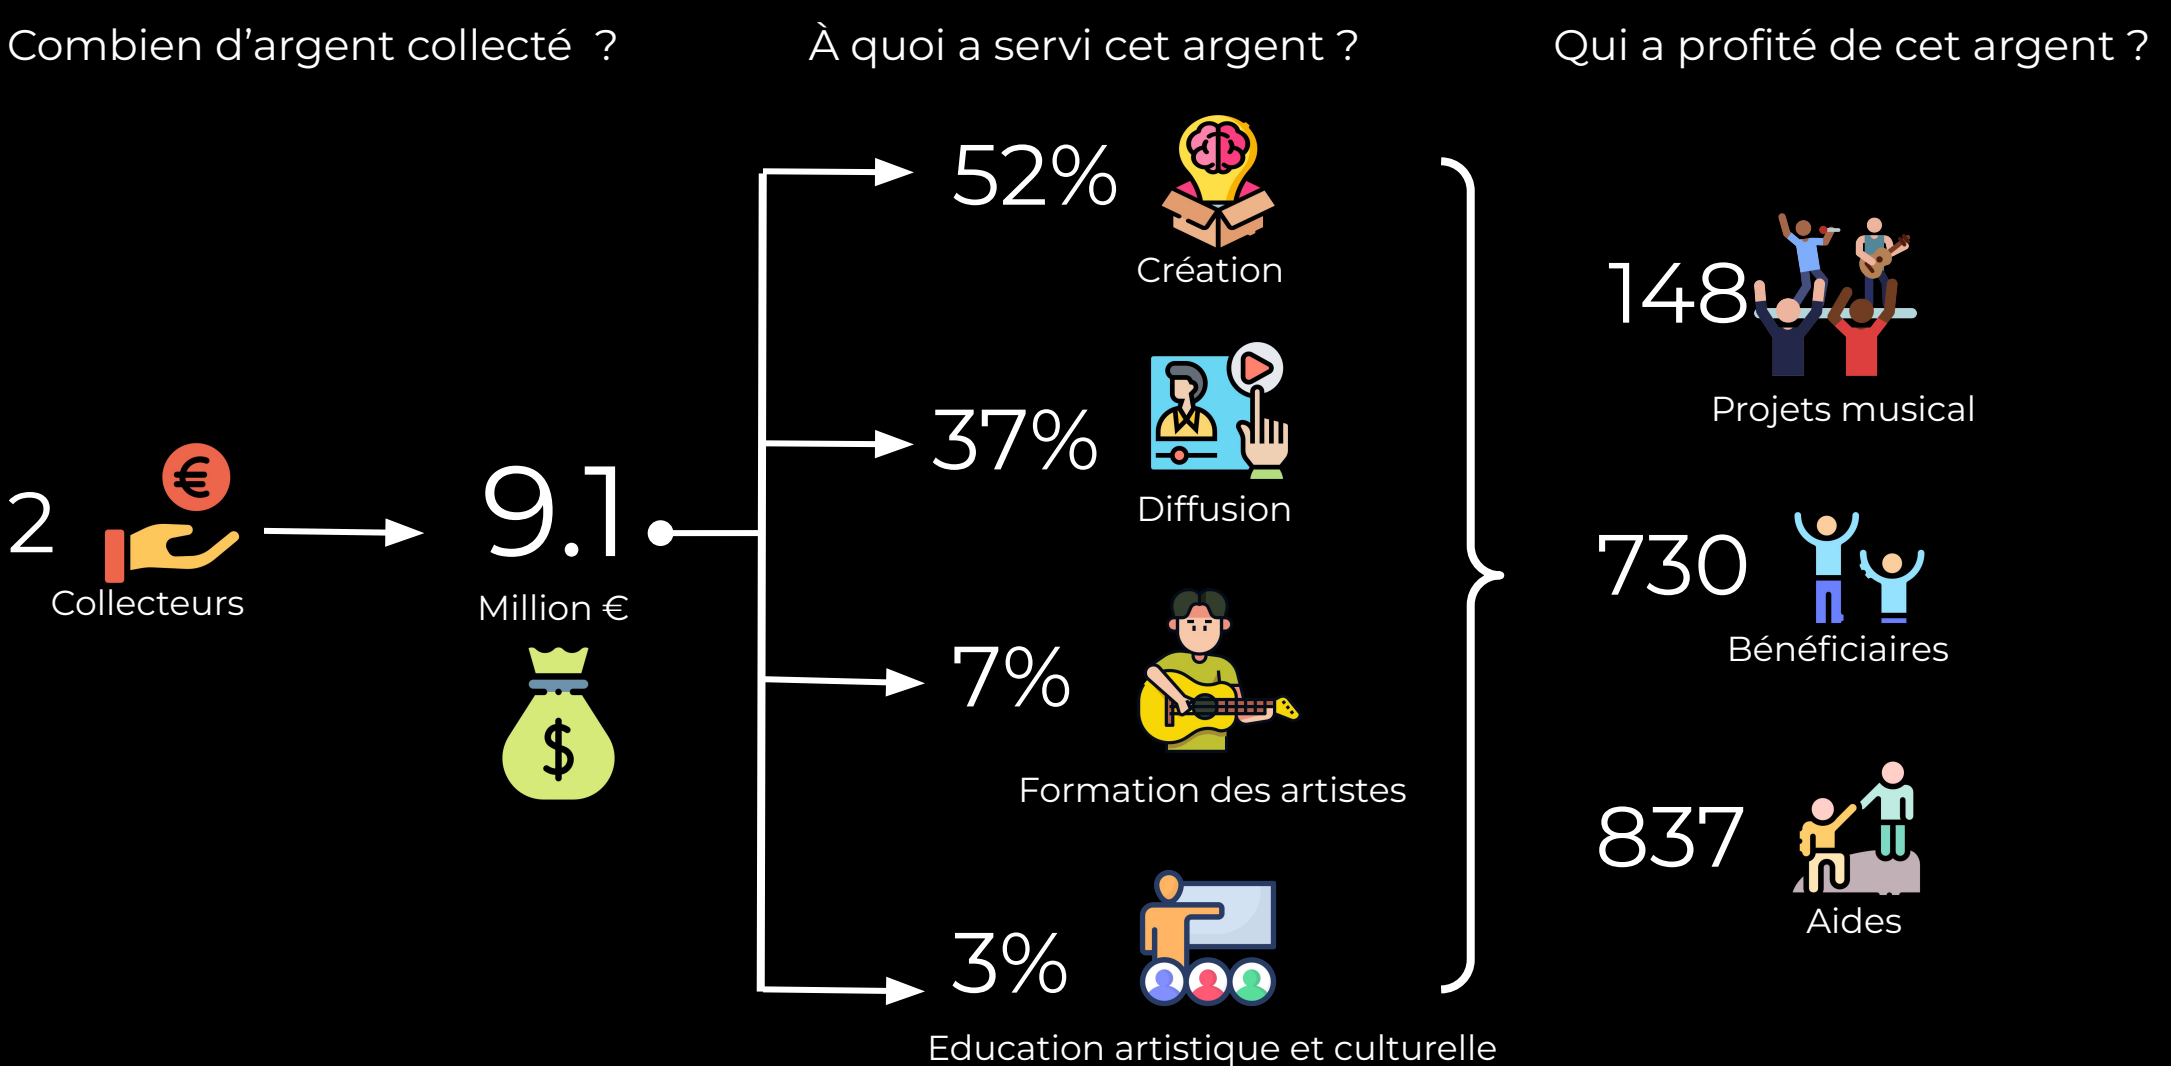 Combien d'argent collecté ?
À quoi a servi cet argent ?
Qui a profité de cet argent ?
2
€
Collecteurs
9.1
Million €
$
52%
Création
37%
Diffusion
7%
Formation des artistes
3%
Education artistique et culturelle
148
Projets musical
730
Bénéficiaires
837
Aides